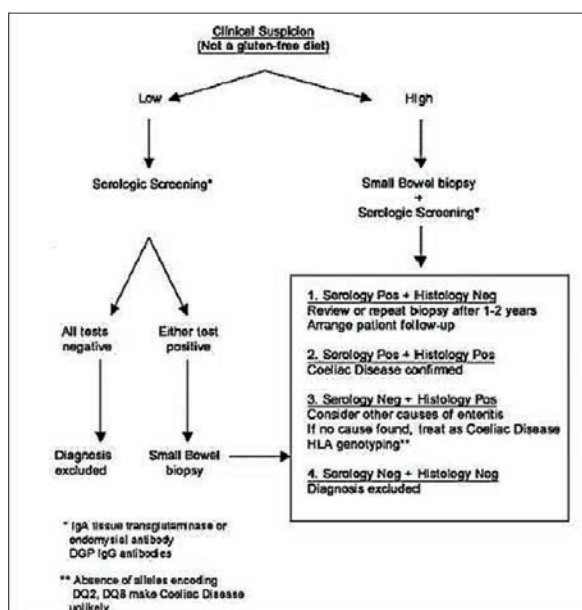 Clinical Suspicion
(Not a gluten-free diet)
Low
High
Serologic Screening*
Small Bowel biopsy
+
Serologic Screening*
All tests
negative
Either test
positive
Diagnosis
excluded
Small Bowel
biopsy
1. Serology Pos + Histology Neg
Review or repeat biopsy after 1-2 years
Arrange patient follow-up
2. Serology Pos + Histology Pos
Coeliac Disease confirmed
3. Serology Neg + Histology Pos
Consider other causes of enteritis
If no cause found, treat as Coeliac Disease
HLA genotyping**
4. Serology Neg + Histology Neg
Diagnosis excluded
* IgA tissue transglutaminase or
endomysial antibody
DGP IgG antibodies
** Absence of alleles encoding
DQ2, DQ8 make Coeliac Disease
unlikely